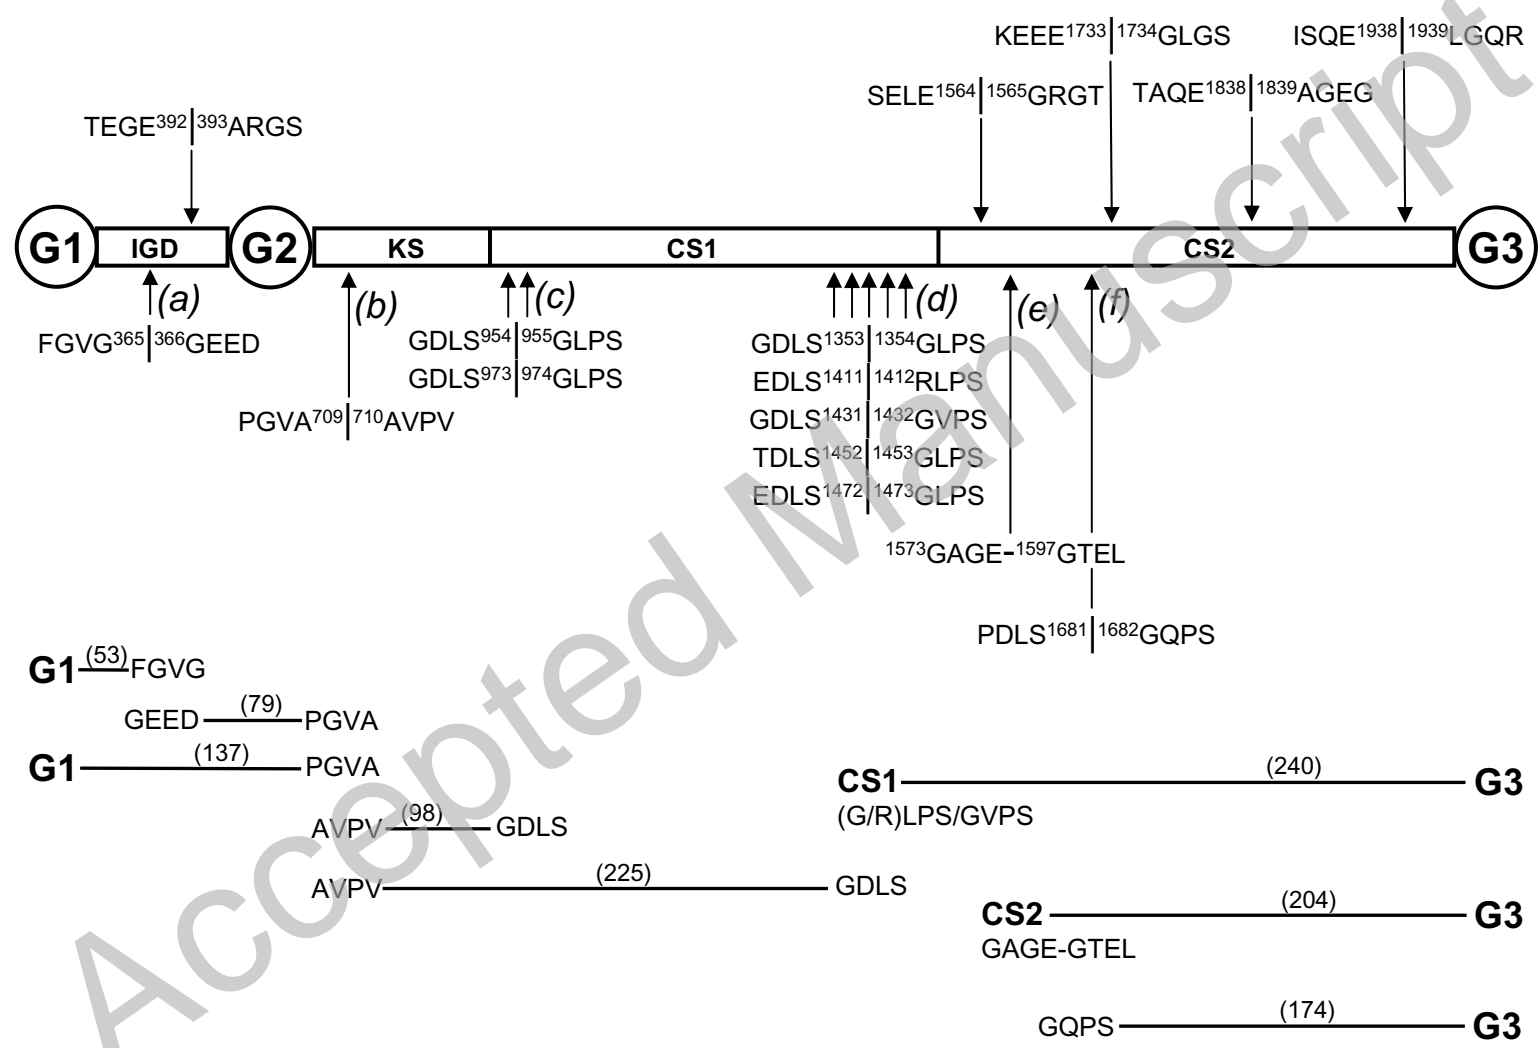 KEEE1733|1734GLGS
ISQE1938|1939LGQR
SELE1564|1565GRGT
TAQE1838|1839AGEG
TEGE392|393ARGS
G1 IGD G2 KS CS1 CS2 G3
(a) (b) (c) (d) (e) (f)
FGVG365|366GEED
GDLS954|955GLPS
GDLS973|974GLPS
PGVA709|710AVPV
GDLS1353|1354GLPS
EDLS1411|1412RLPS
GDLS1431|1432GVPS
TDLS1452|1453GLPS
EDLS1472|1473GLPS
1573GAGE-1597GTEL
PDLS1681|1682GQPS
G1 (53) FGVG
GEED (79) PGVA
G1 (137) PGVA
AVPV (98) GDLS
AVPV (225) GDLS
CS1 (240) G3
(G/R)LPS/GVPS
CS2 (204) G3
GAGE-GTEL
GQPS (174) G3
Accepted Manuscript